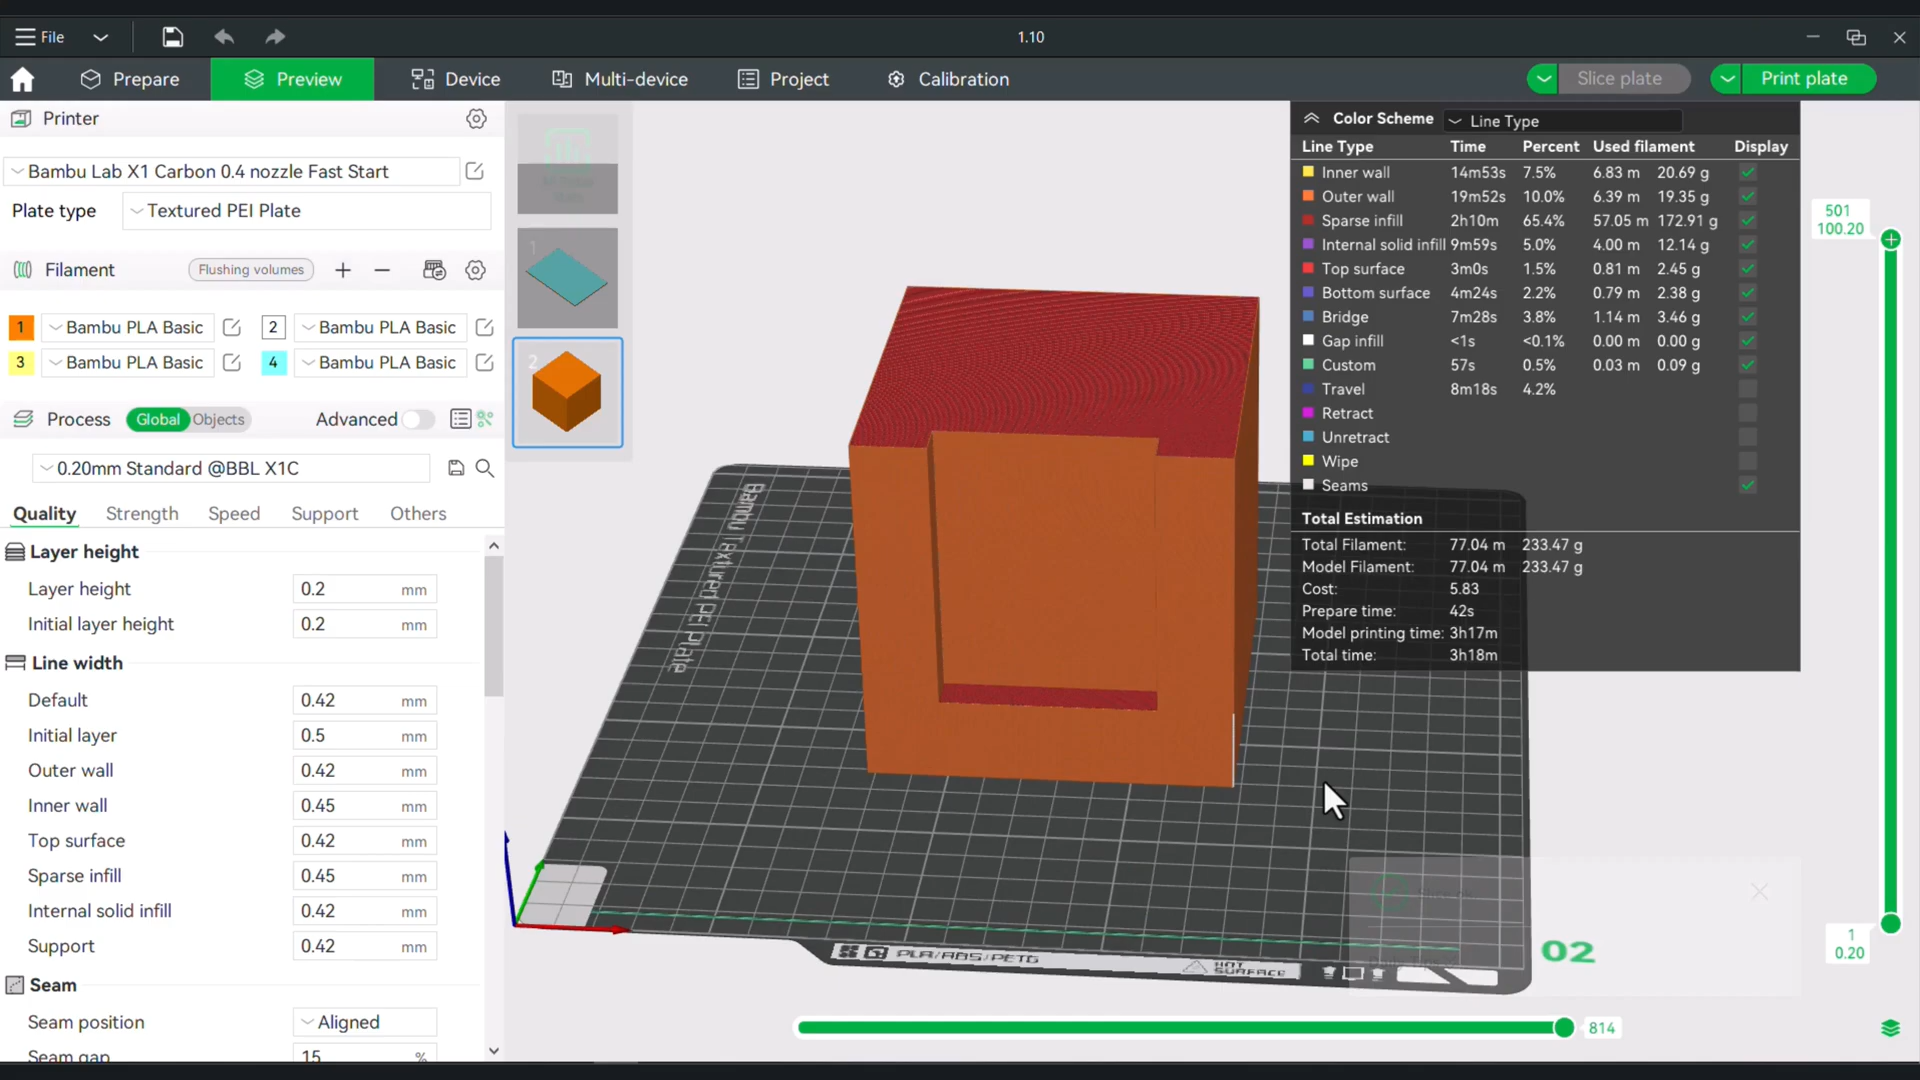 File
1.10
Prepare
Preview
Device
Multi-device
Project
Calibration
Slice plate
Print plate
Printer
Bambu Lab X1 Carbon 0.4 nozzle Fast Start
Plate type
Textured PEI Plate
Filament
Flushing volumes
1 Bambu PLA Basic
2 Bambu PLA Basic
3 Bambu PLA Basic
4 Bambu PLA Basic
Process Global Objects Advanced
0.20mm Standard @BBL X1C
Quality Strength Speed Support Others
Layer height
Layer height 0.2 mm
Initial layer height 0.2 mm
Line width
Default 0.42 mm
Initial layer 0.5 mm
Outer wall 0.42 mm
Inner wall 0.45 mm
Top surface 0.42 mm
Sparse infill 0.45 mm
Internal solid infill 0.42 mm
Support 0.42 mm
Seam
Seam position Aligned
Seam gap 15 %
1
2
Bambu Textured PEI Plate
PLA/ABS/PETG
HOT SURFACE
02
Color Scheme Line Type
Line Type Time Percent Used filament Display
Inner wall 14m53s 7.5% 6.83 m 20.69 g
Outer wall 19m52s 10.0% 6.39 m 19.35 g
Sparse infill 2h10m 65.4% 57.05 m 172.91 g
Internal solid infill 9m59s 5.0% 4.00 m 12.14 g
Top surface 3m0s 1.5% 0.81 m 2.45 g
Bottom surface 4m24s 2.2% 0.79 m 2.38 g
Bridge 7m28s 3.8% 1.14 m 3.46 g
Gap infill <1s <0.1% 0.00 m 0.00 g
Custom 57s 0.5% 0.03 m 0.09 g
Travel 8m18s 4.2%
Retract
Unretract
Wipe
Seams
Total Estimation
Total Filament: 77.04 m 233.47 g
Model Filament: 77.04 m 233.47 g
Cost: 5.83
Prepare time: 42s
Model printing time: 3h17m
Total time: 3h18m
501
100.20
1
0.20
814